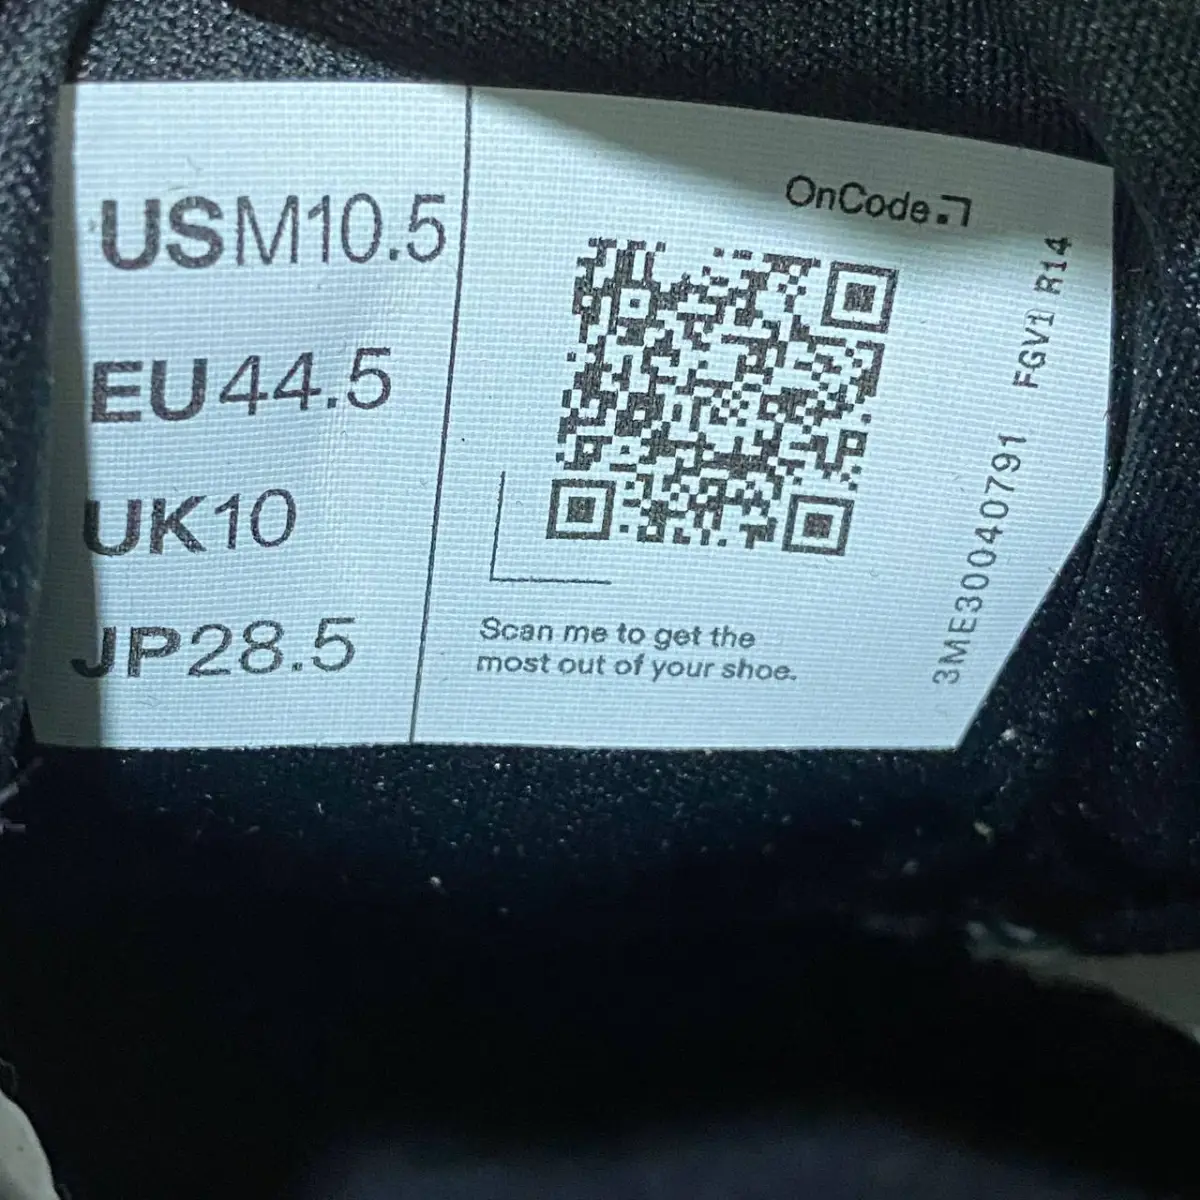 USM10.5
EU44.5
UK10
JP28.5
OnCode
Scan me to get the
most out of your shoe.
3ME30040791 FGV1 R14